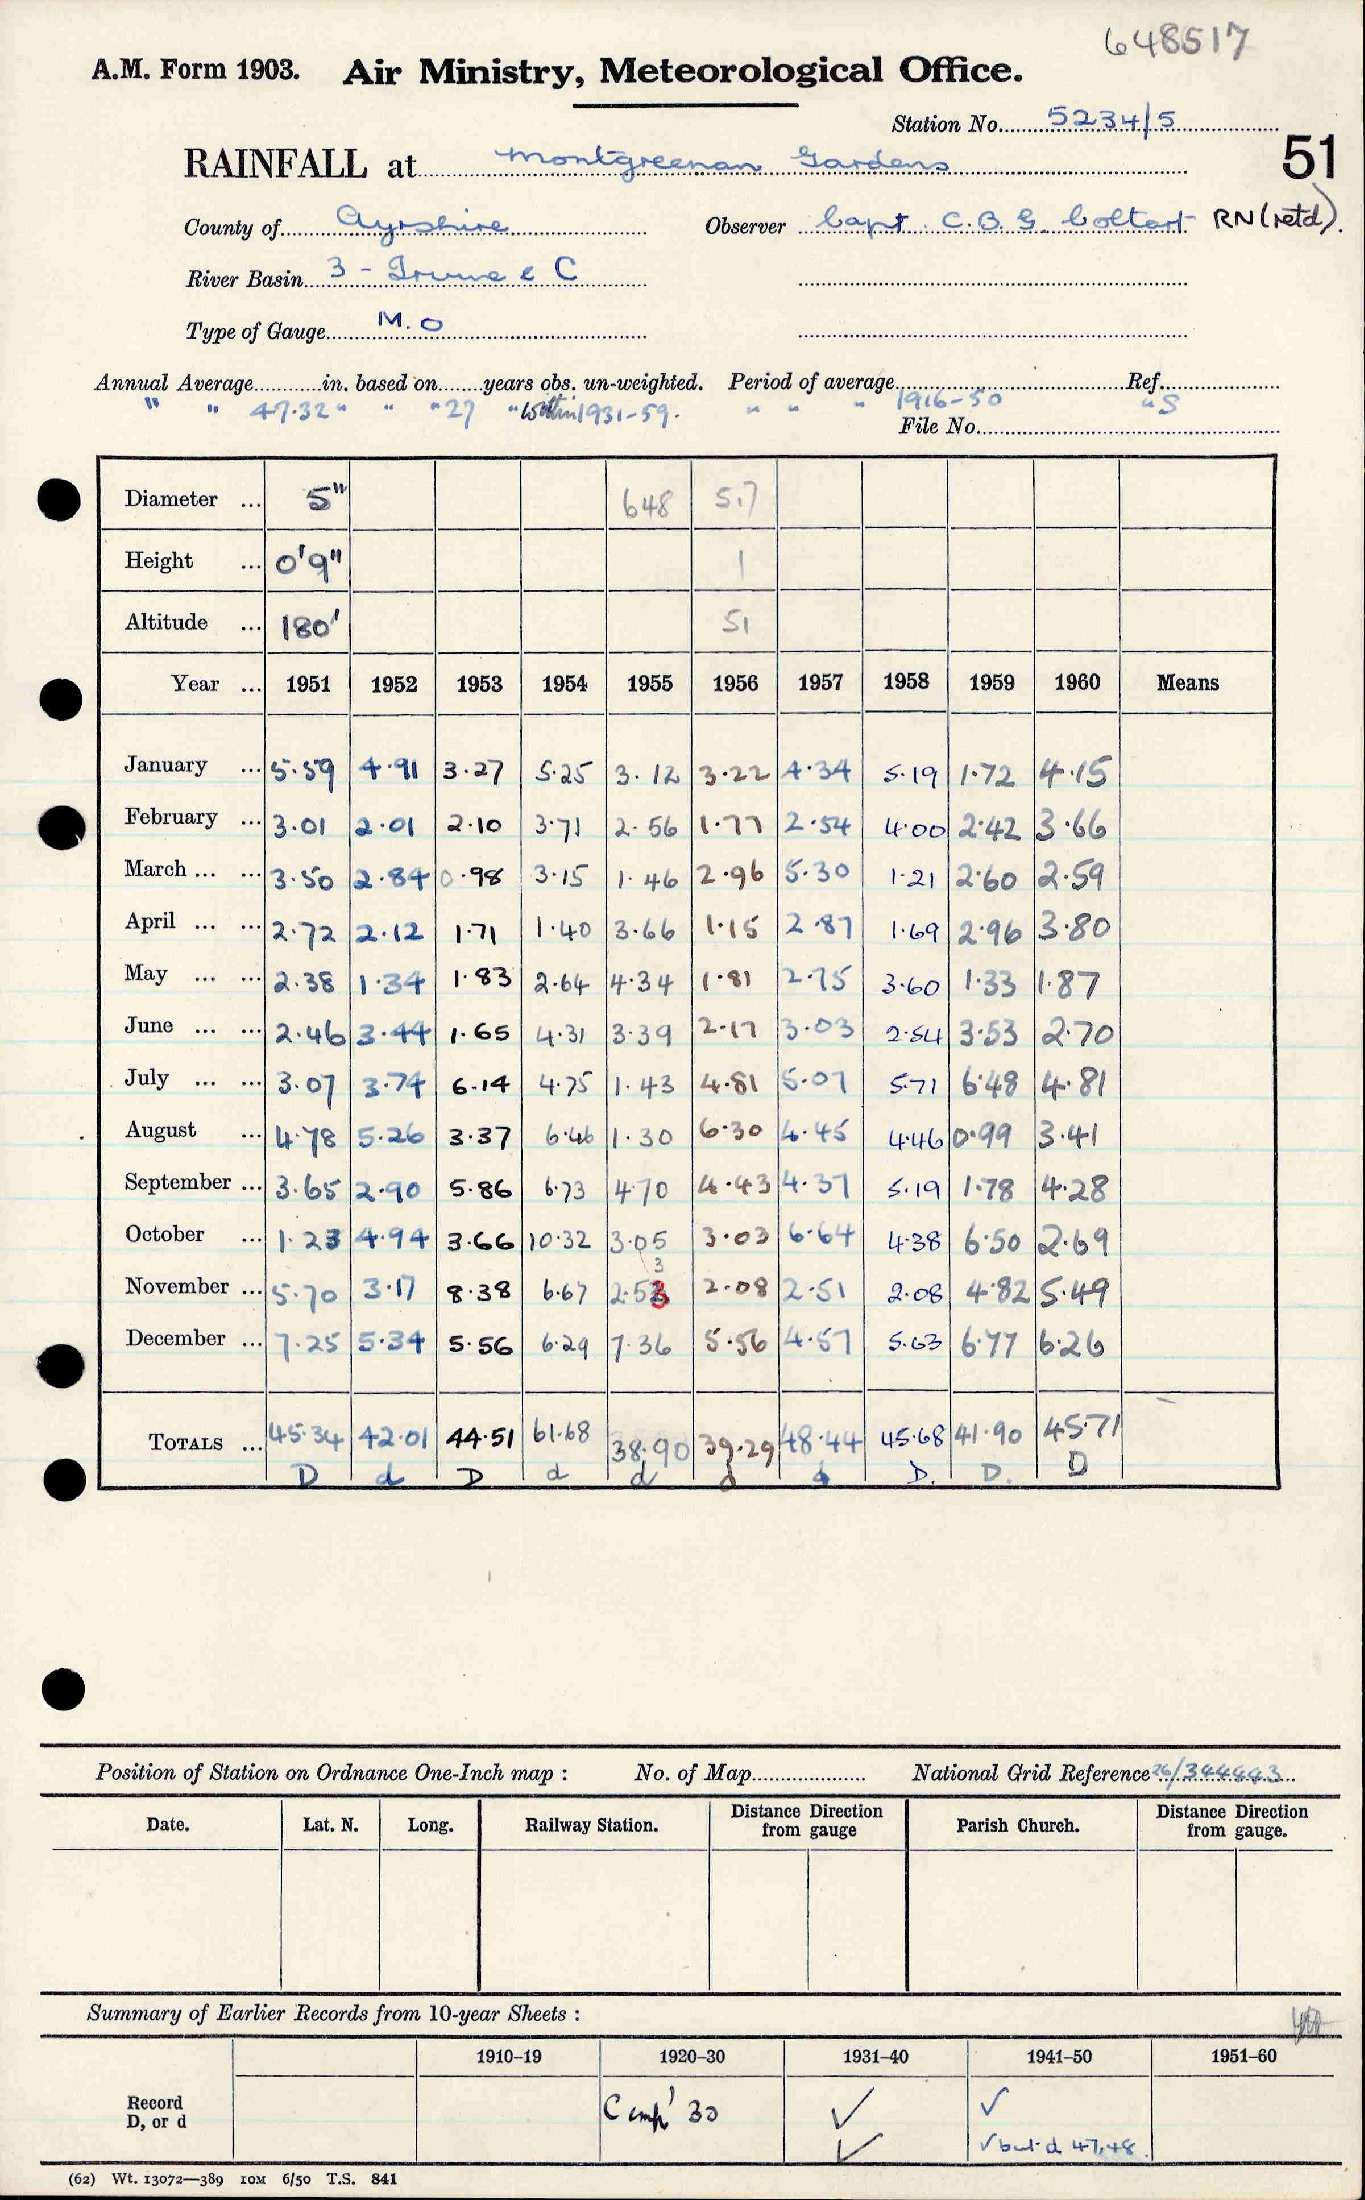 648517
A.M. Form 1903. Air Ministry, Meteorological Office.
Station No. 5234/5
RAINFALL at Montgreenan Gardens 51
County of Ayrshire Observer Capt. C.B.G. Coltart RN (retd).
River Basin 3 - Irvine & C
Type of Gauge M.O
Annual Average in. based on years obs. un-weighted. Period of average Ref.
" " 47.32 " " " 27 " within 1931-59. " " " 1916-50 " S
File No.
Diameter ... 5" 648 5.7
Height ... 0'9" 1
Altitude ... 180' 51
Year ... 1951 1952 1953 1954 1955 1956 1957 1958 1959 1960 Means
January ... 5.59 4.91 3.27 5.25 3.12 3.22 4.34 5.19 1.72 4.15
February ... 3.01 2.01 2.10 3.71 2.56 1.77 2.54 4.00 2.42 3.66
March ... ... 3.50 2.84 0.98 3.15 1.46 2.96 5.30 1.21 2.60 2.59
April ... ... 2.72 2.12 1.71 1.40 3.66 1.15 2.87 1.69 2.96 3.80
May ... ... 2.38 1.34 1.83 2.64 4.34 1.81 2.75 3.60 1.33 1.87
June ... ... 2.46 3.44 1.65 4.31 3.39 2.17 3.03 2.54 3.53 2.70
July ... ... 3.07 3.74 6.14 4.75 1.43 4.81 5.07 5.71 6.48 4.81
August ... 4.78 5.26 3.37 6.46 1.30 6.30 4.45 4.46 0.99 3.41
September ... 3.65 2.90 5.86 6.73 4.70 4.43 4.37 5.19 1.78 4.28
October ... 1.23 4.94 3.66 10.32 3.05 3.03 6.64 4.38 6.50 2.69
3
November ... 5.70 3.17 8.38 6.67 2.53 2.08 2.51 2.08 4.82 5.49
December ... 7.25 5.34 5.56 6.29 7.36 5.56 4.57 5.63 6.77 6.26
TOTALS ... 45.34 42.01 44.51 61.68 38.90 39.29 48.44 45.68 41.90 45.71
D d D d d d d D. D. D
Position of Station on Ordnance One-Inch map : No. of Map National Grid Reference 26/344443
Date. Lat. N. Long. Railway Station. Distance Direction from gauge Parish Church. Distance Direction from gauge.
Summary of Earlier Records from 10-year Sheets :
1910–19 1920–30 1931–40 1941–50 1951–60
Record D, or d Comp' 30 ✓ ✓
✓ ✓ but d 47,48
(62) Wt. 13072—389 10M 6/50 T.S. 841